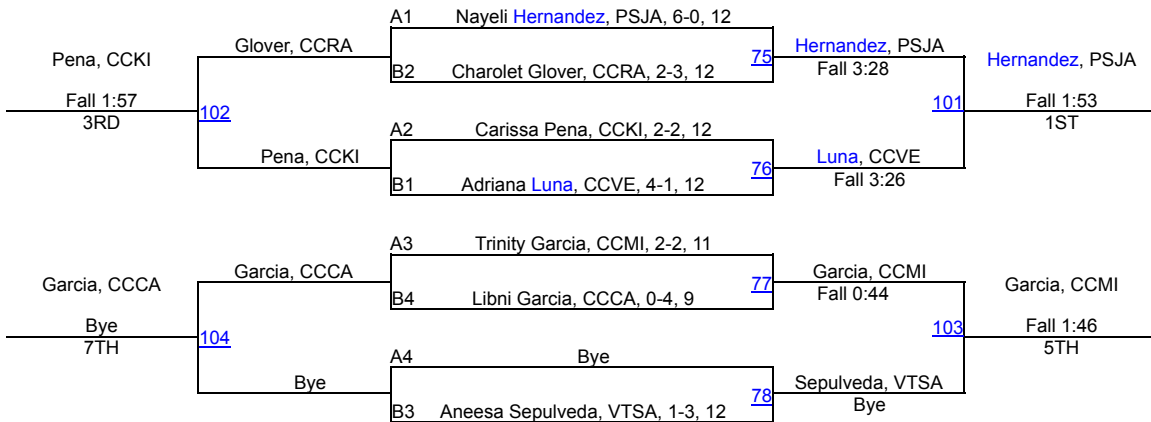 A1 Nayeli Hernandez, PSJA, 6-0, 12
Glover, CCRA 75 Hernandez, PSJA
Pena, CCKI Hernandez, PSJA
B2 Charolet Glover, CCRA, 2-3, 12 Fall 3:28
Fall 1:57 102 101 Fall 1:53
3RD 1ST
A2 Carissa Pena, CCKI, 2-2, 12
Pena, CCKI 76 Luna, CCVE
B1 Adriana Luna, CCVE, 4-1, 12 Fall 3:26
A3 Trinity Garcia, CCMI, 2-2, 11
Garcia, CCCA 77 Garcia, CCMI
Garcia, CCCA Garcia, CCMI
B4 Libni Garcia, CCCA, 0-4, 9 Fall 0:44
Bye 104 103 Fall 1:46
7TH 5TH
A4 Bye
Bye 78 Sepulveda, VTSA
B3 Aneesa Sepulveda, VTSA, 1-3, 12 Bye